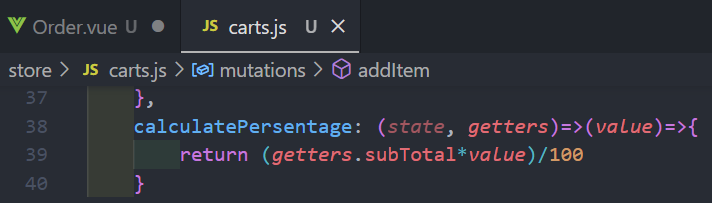 Order.vue U
JS carts.js U
store > JS carts.js > mutations > addItem
37 },
38 calculatePersentage: (state, getters)=>(value)=>{
39 return (getters.subTotal*value)/100
40 }